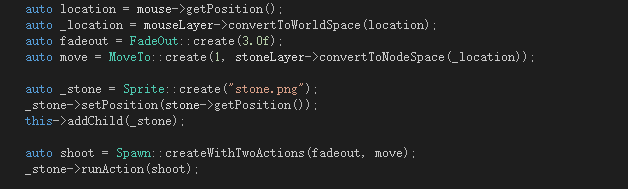 auto location = mouse->getPosition();
auto _location = mouseLayer->convertToWorldSpace(location);
auto fadeout = FadeOut::create(3.0f);
auto move = MoveTo::create(1, stoneLayer->convertToNodeSpace(_location));
auto _stone = Sprite::create("stone.png");
_stone->setPosition(stone->getPosition());
this->addChild(_stone);
auto shoot = Spawn::createWithTwoActions(fadeout, move);
_stone->runAction(shoot);